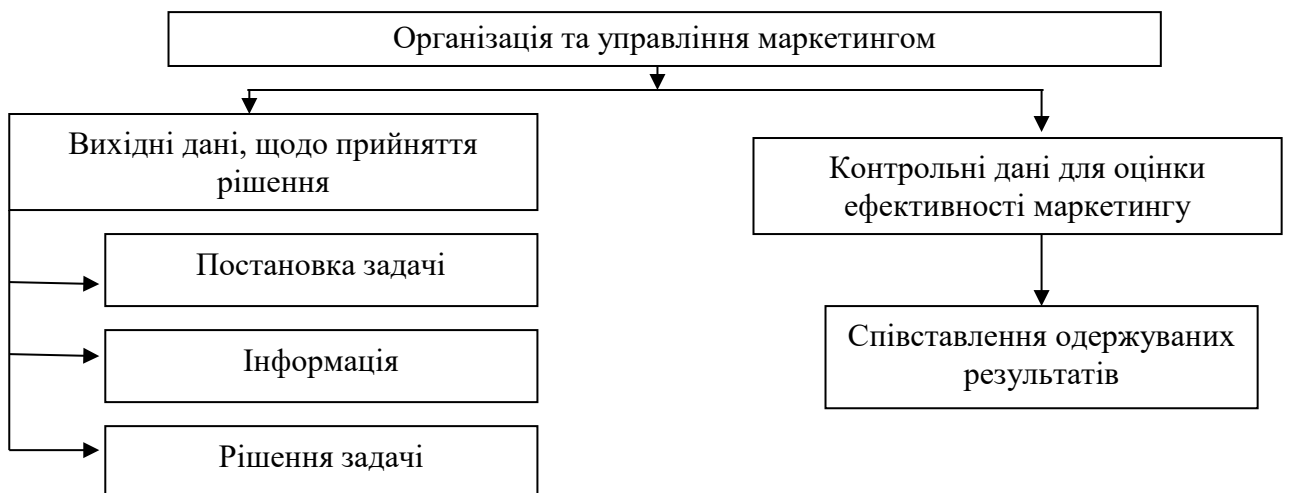 Організація та управління маркетингом
Вихідні дані, щодо прийняття
рішення
Постановка задачі
Інформація
Рішення задачі
Контрольні дані для оцінки
ефективності маркетингу
Співставлення одержуваних
результатів